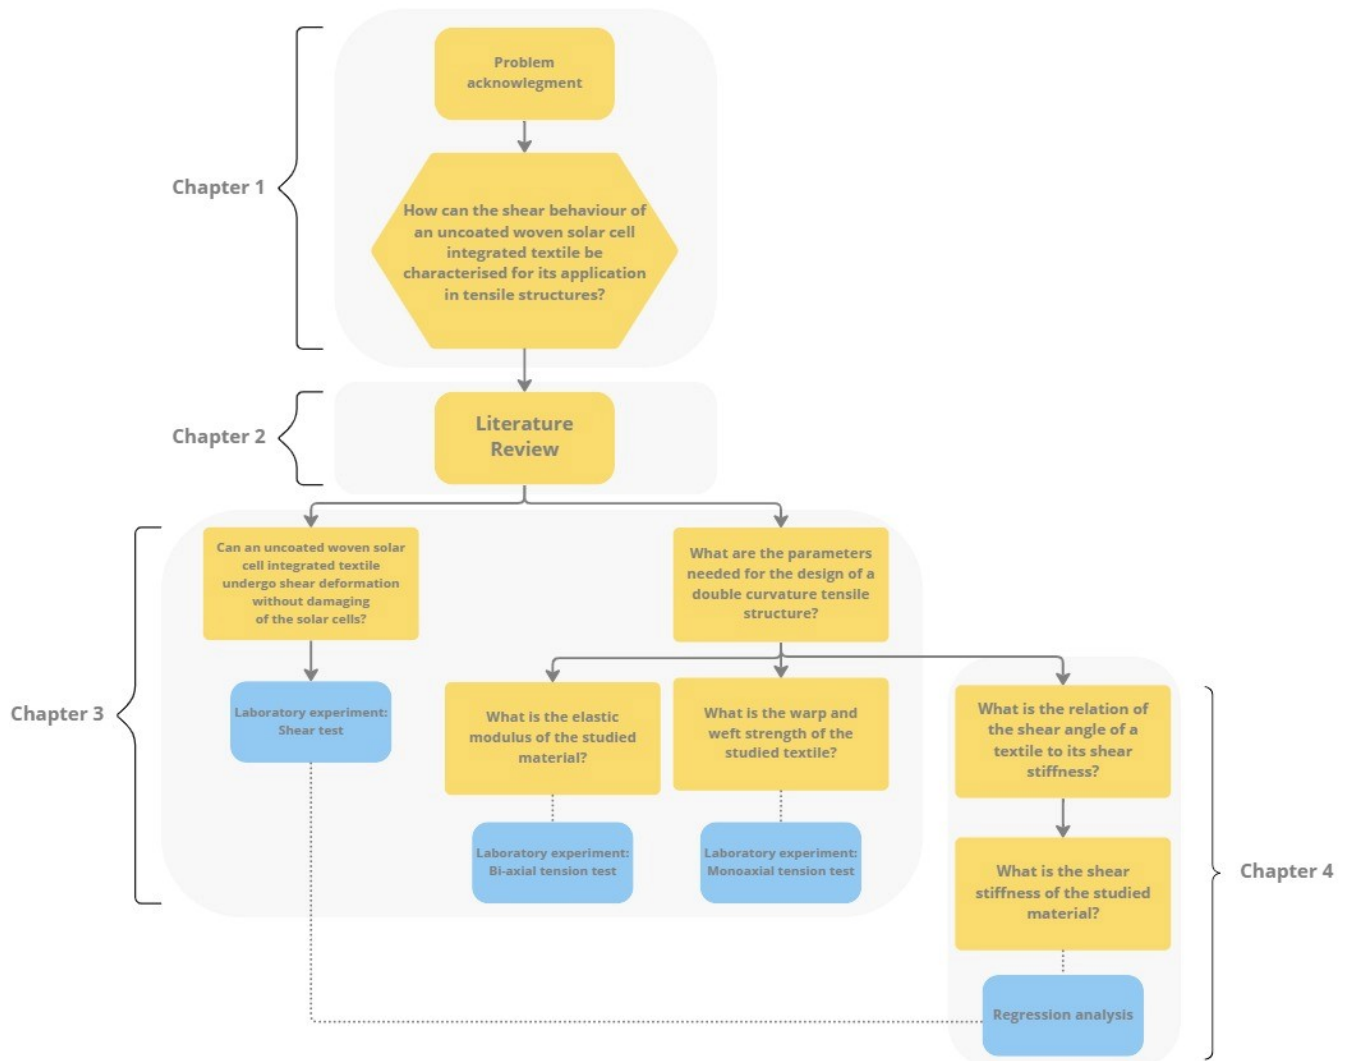 Problem
acknowlegment
Chapter 1
How can the shear behaviour of
an uncoated woven solar cell
integrated textile be
characterised for its application
in tensile structures?
Chapter 2
Literature
Review
Can an uncoated woven solar
cell integrated textile
undergo shear deformation
without damaging
of the solar cells?
What are the parameters
needed for the design of a
double curvature tensile
structure?
Chapter 3
Laboratory experiment:
Shear test
What is the elastic
modulus of the studied
material?
What is the warp and
weft strength of the
studied textile?
What is the relation of
the shear angle of a
textile to its shear
stiffness?
Laboratory experiment:
Bi-axial tension test
Laboratory experiment:
Monoaxial tension test
What is the shear
stiffness of the studied
material?
Chapter 4
Regression analysis